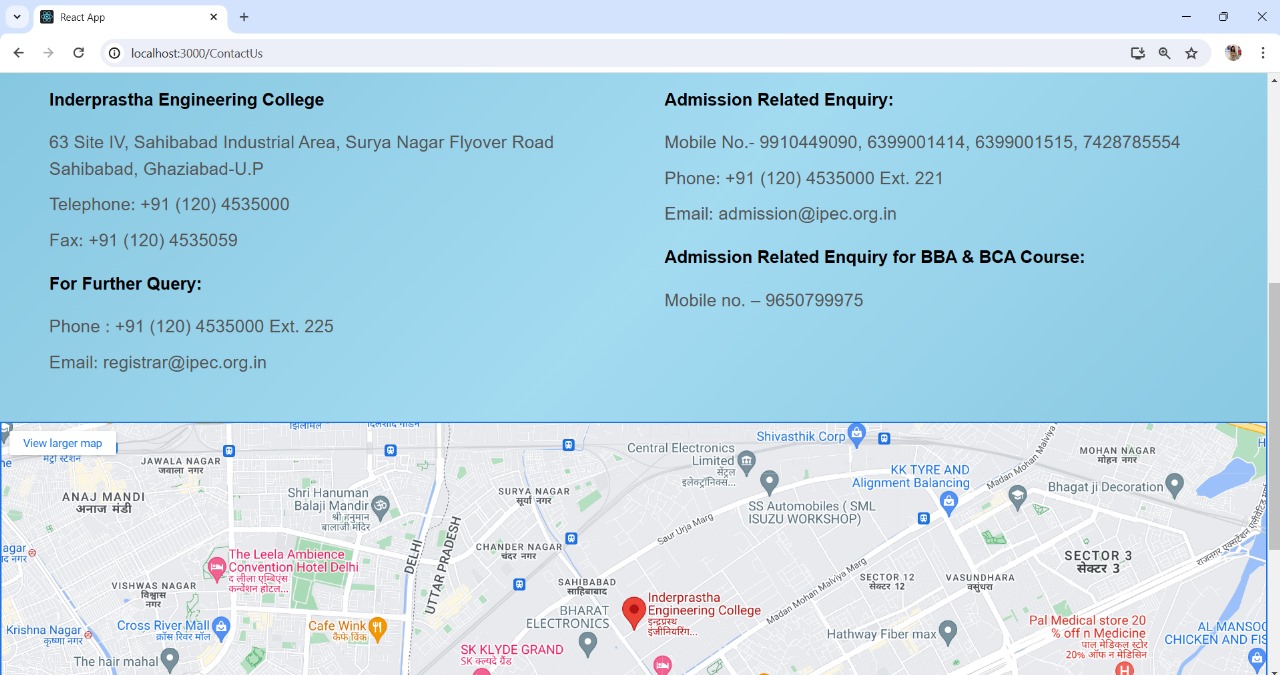 React App
localhost:3000/ContactUs
Inderprastha Engineering College
63 Site IV, Sahibabad Industrial Area, Surya Nagar Flyover Road
Sahibabad, Ghaziabad-U.P
Telephone: +91 (120) 4535000
Fax: +91 (120) 4535059
For Further Query:
Phone : +91 (120) 4535000 Ext. 225
Email: registrar@ipec.org.in
Admission Related Enquiry:
Mobile No.- 9910449090, 6399001414, 6399001515, 7428785554
Phone: +91 (120) 4535000 Ext. 221
Email: admission@ipec.org.in
Admission Related Enquiry for BBA & BCA Course:
Mobile no. – 9650799975
View larger map
JAWALA NAGAR
जवाला नगर
ANAJ MANDI
अनाज मंडी
Shri Hanuman
Balaji Mandir
श्री हनुमान
बालाजी मंदिर
SURYA NAGAR
सूर्य नगर
CHANDER NAGAR
चंदर नगर
DELHI
UTTAR PRADESH
The Leela Ambience
Convention Hotel Delhi
द लीला एम्बिएंस
कन्वेंशन होटल...
VISHWAS NAGAR
विश्वास
नगर
Krishna Nagar
कृष्णा नगर
Cross River Mall
क्रॉस रिवर मॉल
The hair mahal
Cafe Wink
कैफे विंक
SAHIBABAD
साहिबाबाद
BHARAT
ELECTRONICS
SK KLYDE GRAND
SK क्लयदे ग्रैंड
Inderprastha
Engineering College
इन्द्रप्रस्थ
इंजीनियरिंग...
Central Electronics
Limited
सेंट्रल
इलेक्ट्रॉनिक्स...
Shivasthik Corp
SS Automobiles ( SML
ISUZU WORKSHOP)
Saur Urja Marg
KK TYRE AND
Alignment Balancing
Madan Mohan Malviya
MOHAN NAGAR
मोहन नगर
Bhagat ji Decoration
SECTOR 3
सेक्टर 3
SECTOR 12
सेक्टर 12
VASUNDHARA
वसुंधरा
Madan Mohan Malviya Marg
Hathway Fiber max
Pal Medical store 20
% off n Medicine
पाल मेडिकल स्टोर
20% ऑफ न मेडिसिन
AL MANSOO
CHICKEN AND FIS